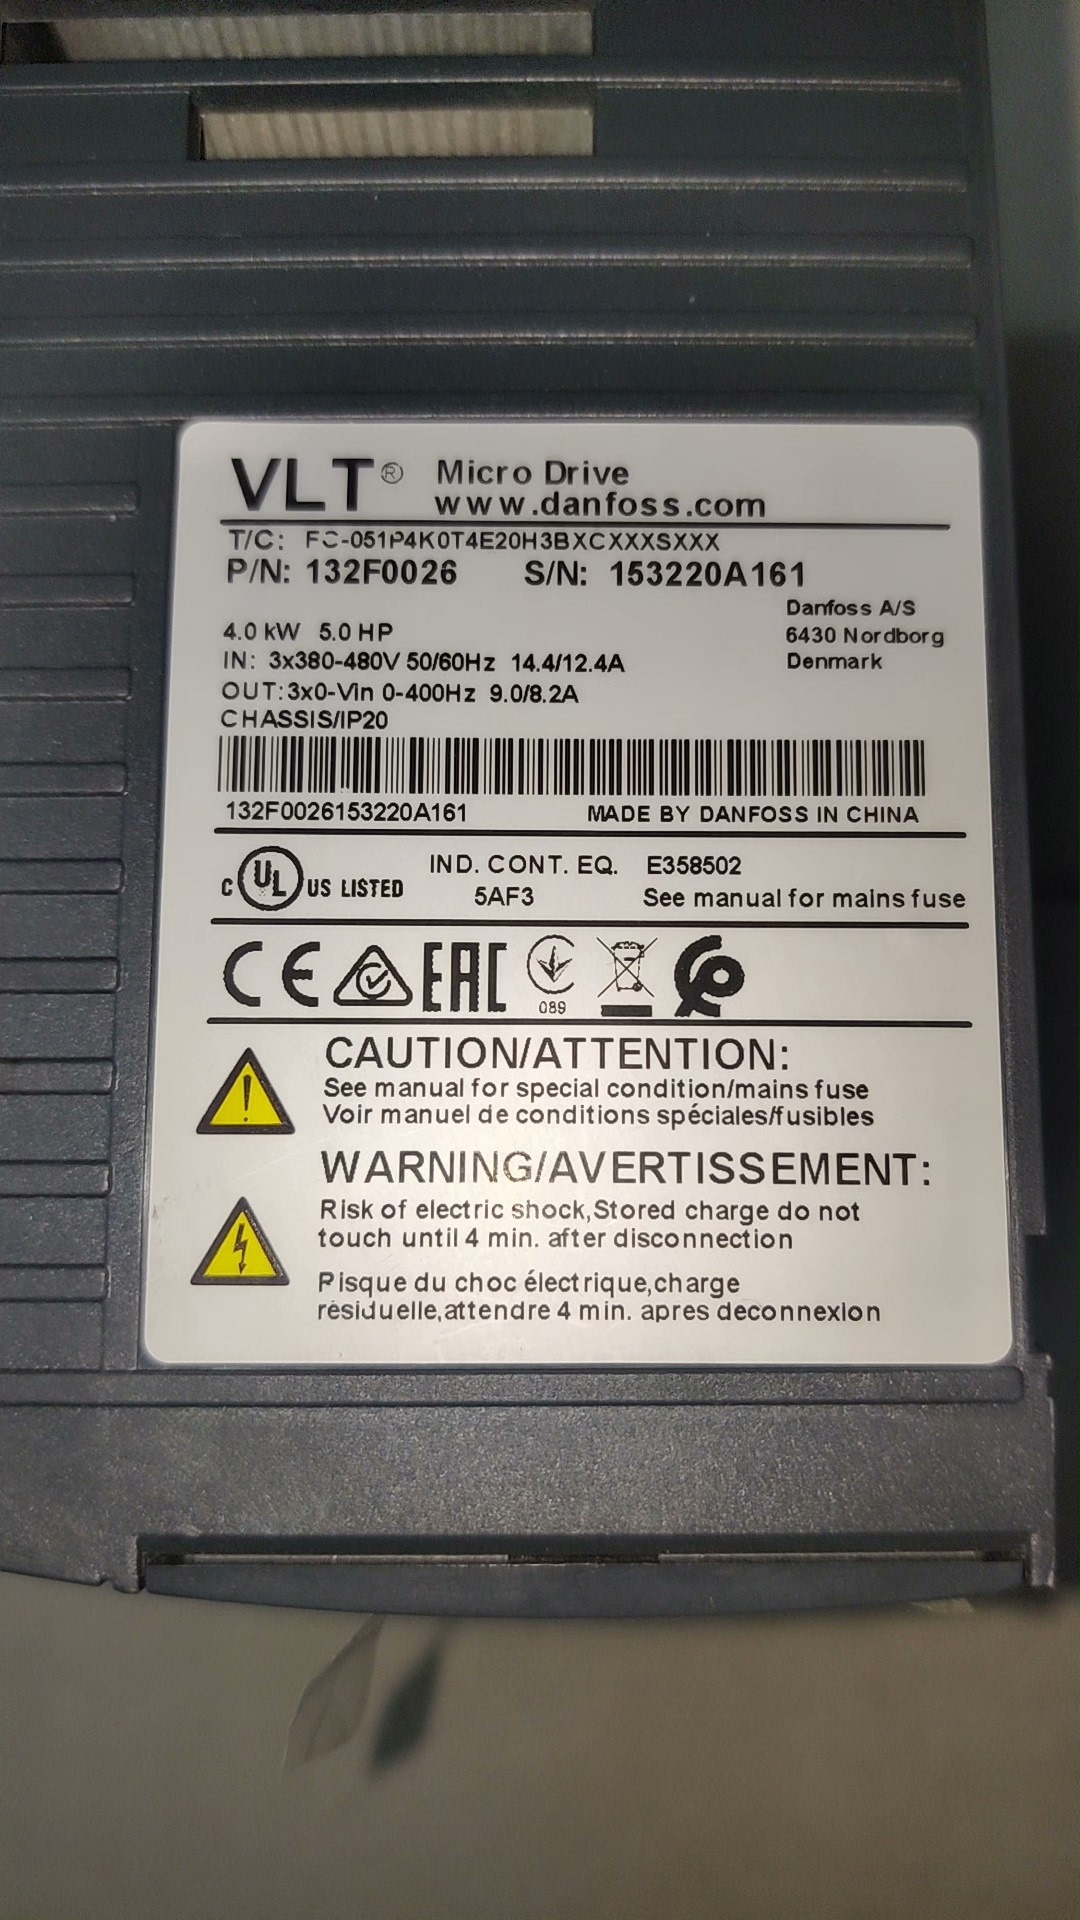 VLT® Micro Drive
www.danfoss.com
T/C: FC-051P4K0T4E20H3BXCXXXSXXX
P/N: 132F0026 S/N: 153220A161
Danfoss A/S
6430 Nordborg
Denmark
4.0 kW 5.0 HP
IN: 3x380-480V 50/60Hz 14.4/12.4A
OUT:3x0-Vin 0-400Hz 9.0/8.2A
CHASSIS/IP20
132F0026153220A161 MADE BY DANFOSS IN CHINA
C UL US LISTED IND. CONT. EQ. E358502
5AF3 See manual for mains fuse
CE EAC
089
CAUTION/ATTENTION:
See manual for special condition/mains fuse
Voir manuel de conditions spéciales/fusibles
WARNING/AVERTISSEMENT:
Risk of electric shock,Stored charge do not
touch until 4 min. after disconnection
Risque du choc électrique,charge
résiduelle,attendre 4 min. apres deconnexion